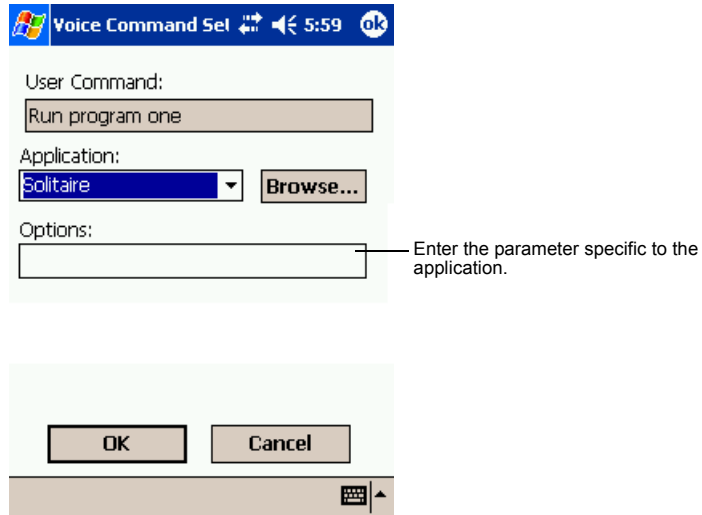 Voice Command Set 5:59 ok
User Command:
Run program one
Application:
Solitaire Browse...
Options:
Enter the parameter specific to the
application.
OK Cancel